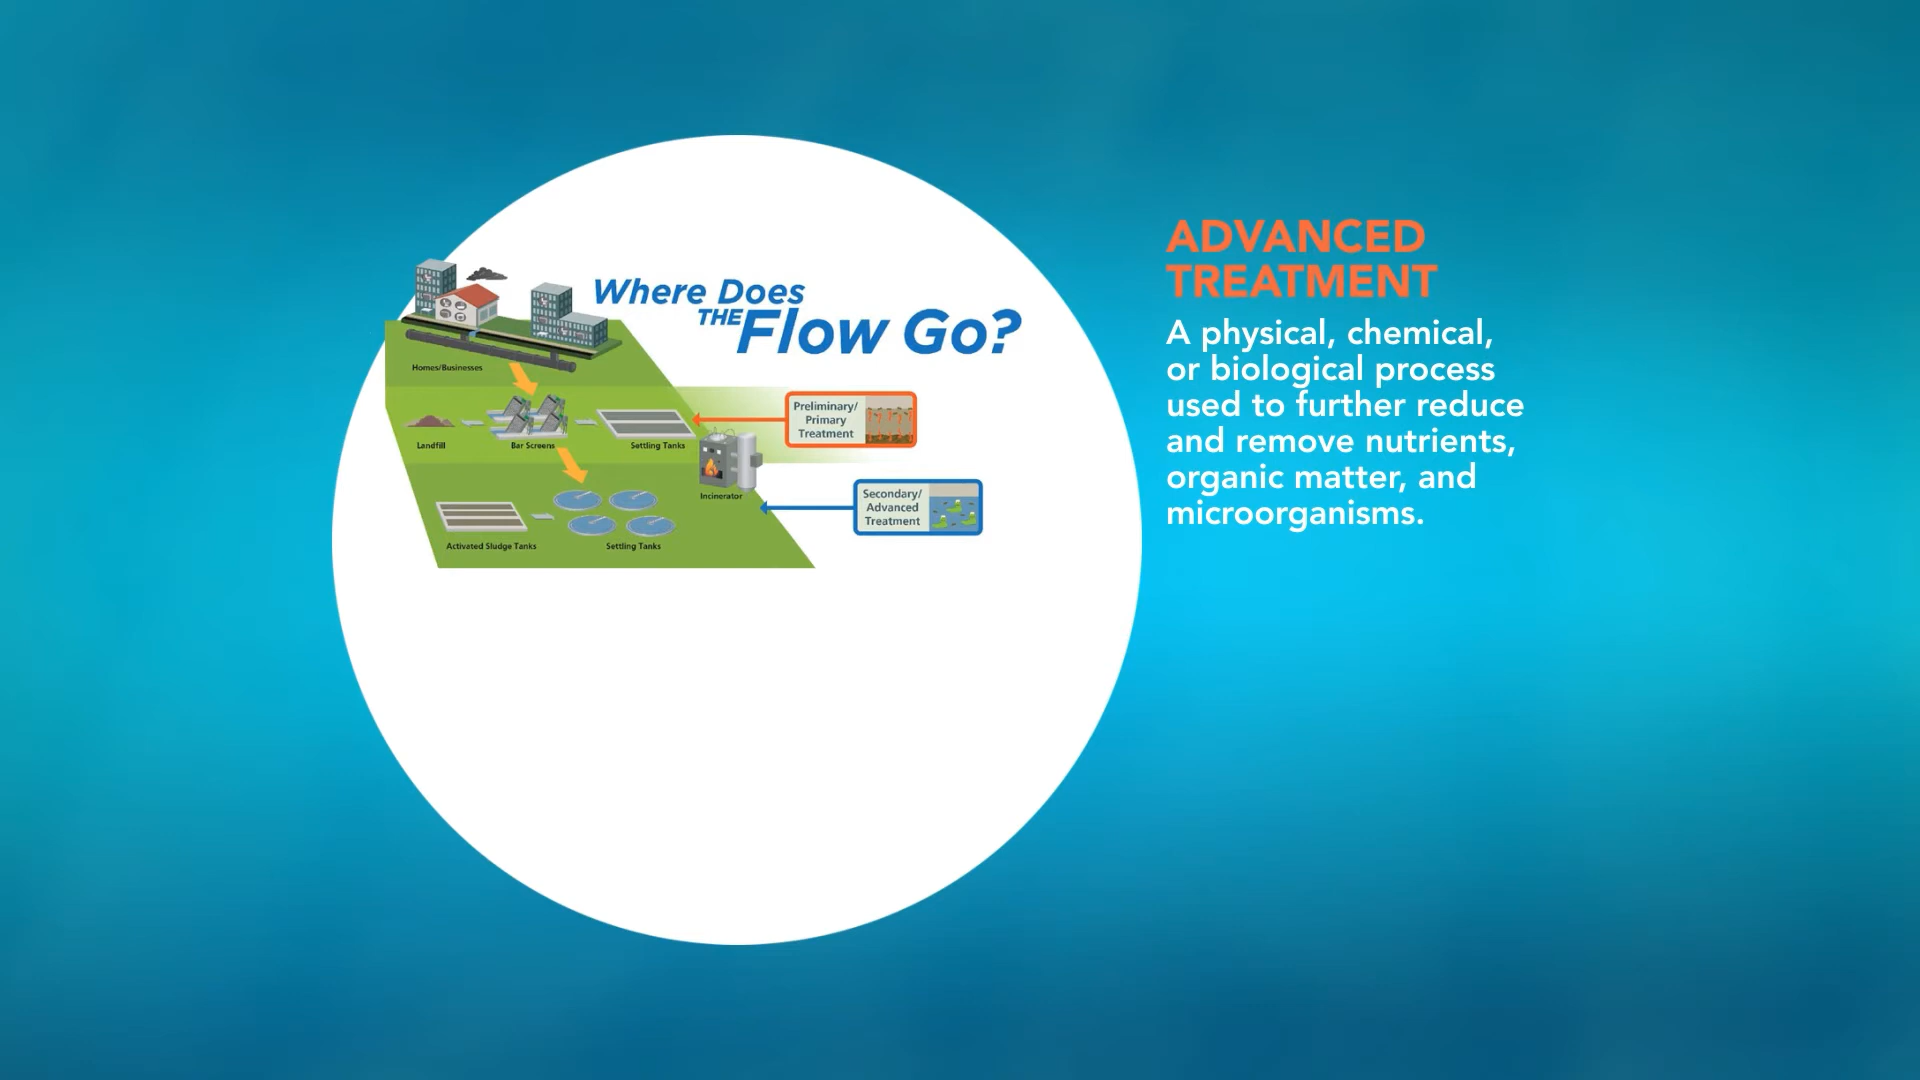 Where Does
THE Flow Go?
Homes/Businesses
Preliminary/
Primary
Treatment
Landfill
Bar Screens
Settling Tanks
Incinerator
Secondary/
Advanced
Treatment
Activated Sludge Tanks
Settling Tanks
ADVANCED
TREATMENT
A physical, chemical,
or biological process
used to further reduce
and remove nutrients,
organic matter, and
microorganisms.